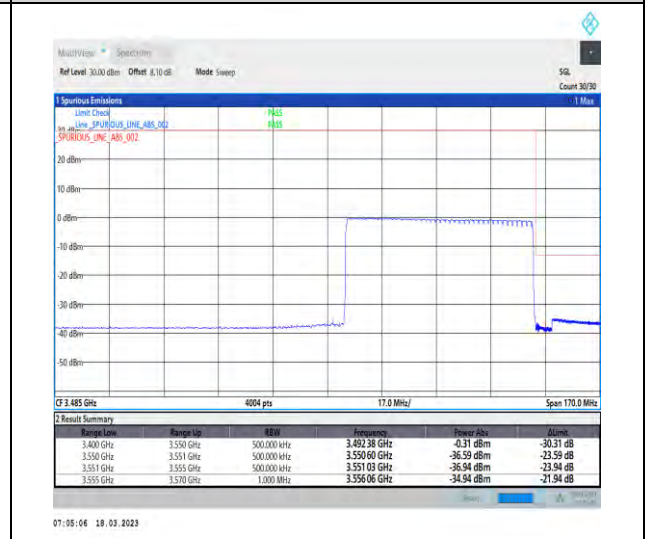 MultiView Spectrum
Ref Level 30.00 dBm Offset 8.10 dB Mode Sweep SGL
Count 30/30
1 Spurious Emissions 1 Max
Limit Check PASS
Line _SPURIOUS_LINE_ABS_002 PASS
_SPURIOUS_LINE_ABS_002
20 dBm
10 dBm
0 dBm
-10 dBm
-20 dBm
-30 dBm
-40 dBm
-50 dBm
CF 3.485 GHz 4004 pts 17.0 MHz/ Span 170.0 MHz
2 Result Summary
Range Low Range Up RBW Frequency Power Abs ΔLimit
3.400 GHz 3.550 GHz 500.000 kHz 3.492 38 GHz -0.31 dBm -30.31 dB
3.550 GHz 3.551 GHz 500.000 kHz 3.550 60 GHz -36.59 dBm -23.59 dB
3.551 GHz 3.555 GHz 500.000 kHz 3.551 03 GHz -36.94 dBm -23.94 dB
3.555 GHz 3.570 GHz 1.000 MHz 3.556 06 GHz -34.94 dBm -21.94 dB
07:05:06 18.03.2023